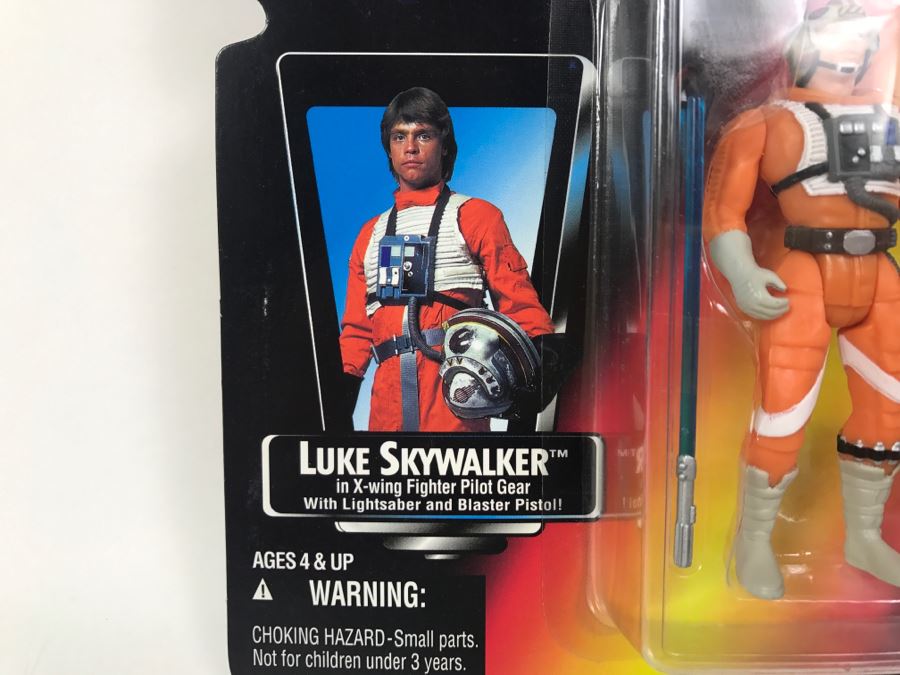 LUKE SKYWALKER™
in X-wing Fighter Pilot Gear
With Lightsaber and Blaster Pistol!
AGES 4 & UP
⚠ WARNING:
CHOKING HAZARD-Small parts.
Not for children under 3 years.